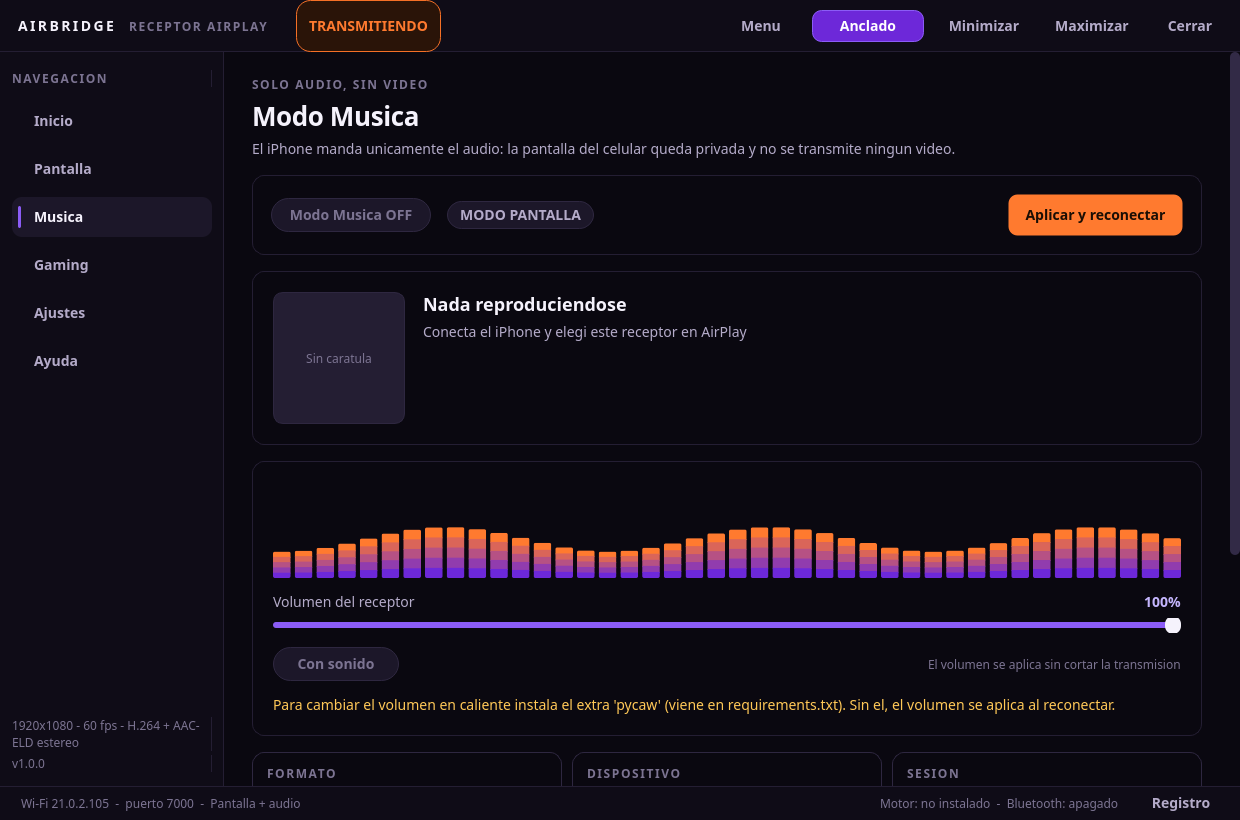 AIRBRIDGE RECEPTOR AIRPLAY TRANSMITIENDO Menu Anclado Minimizar Maximizar Cerrar
NAVEGACION
Inicio
Pantalla
Musica
Gaming
Ajustes
Ayuda
1920x1080 - 60 fps - H.264 + AAC-
ELD estereo
v1.0.0
SOLO AUDIO, SIN VIDEO
Modo Musica
El iPhone manda unicamente el audio: la pantalla del celular queda privada y no se transmite ningun video.
Modo Musica OFF MODO PANTALLA Aplicar y reconectar
Sin caratula
Nada reproduciendose
Conecta el iPhone y elegi este receptor en AirPlay
Volumen del receptor 100%
Con sonido El volumen se aplica sin cortar la transmision
Para cambiar el volumen en caliente instala el extra 'pycaw' (viene en requirements.txt). Sin el, el volumen se aplica al reconectar.
FORMATO DISPOSITIVO SESION
Wi-Fi 21.0.2.105 - puerto 7000 - Pantalla + audio Motor: no instalado - Bluetooth: apagado Registro